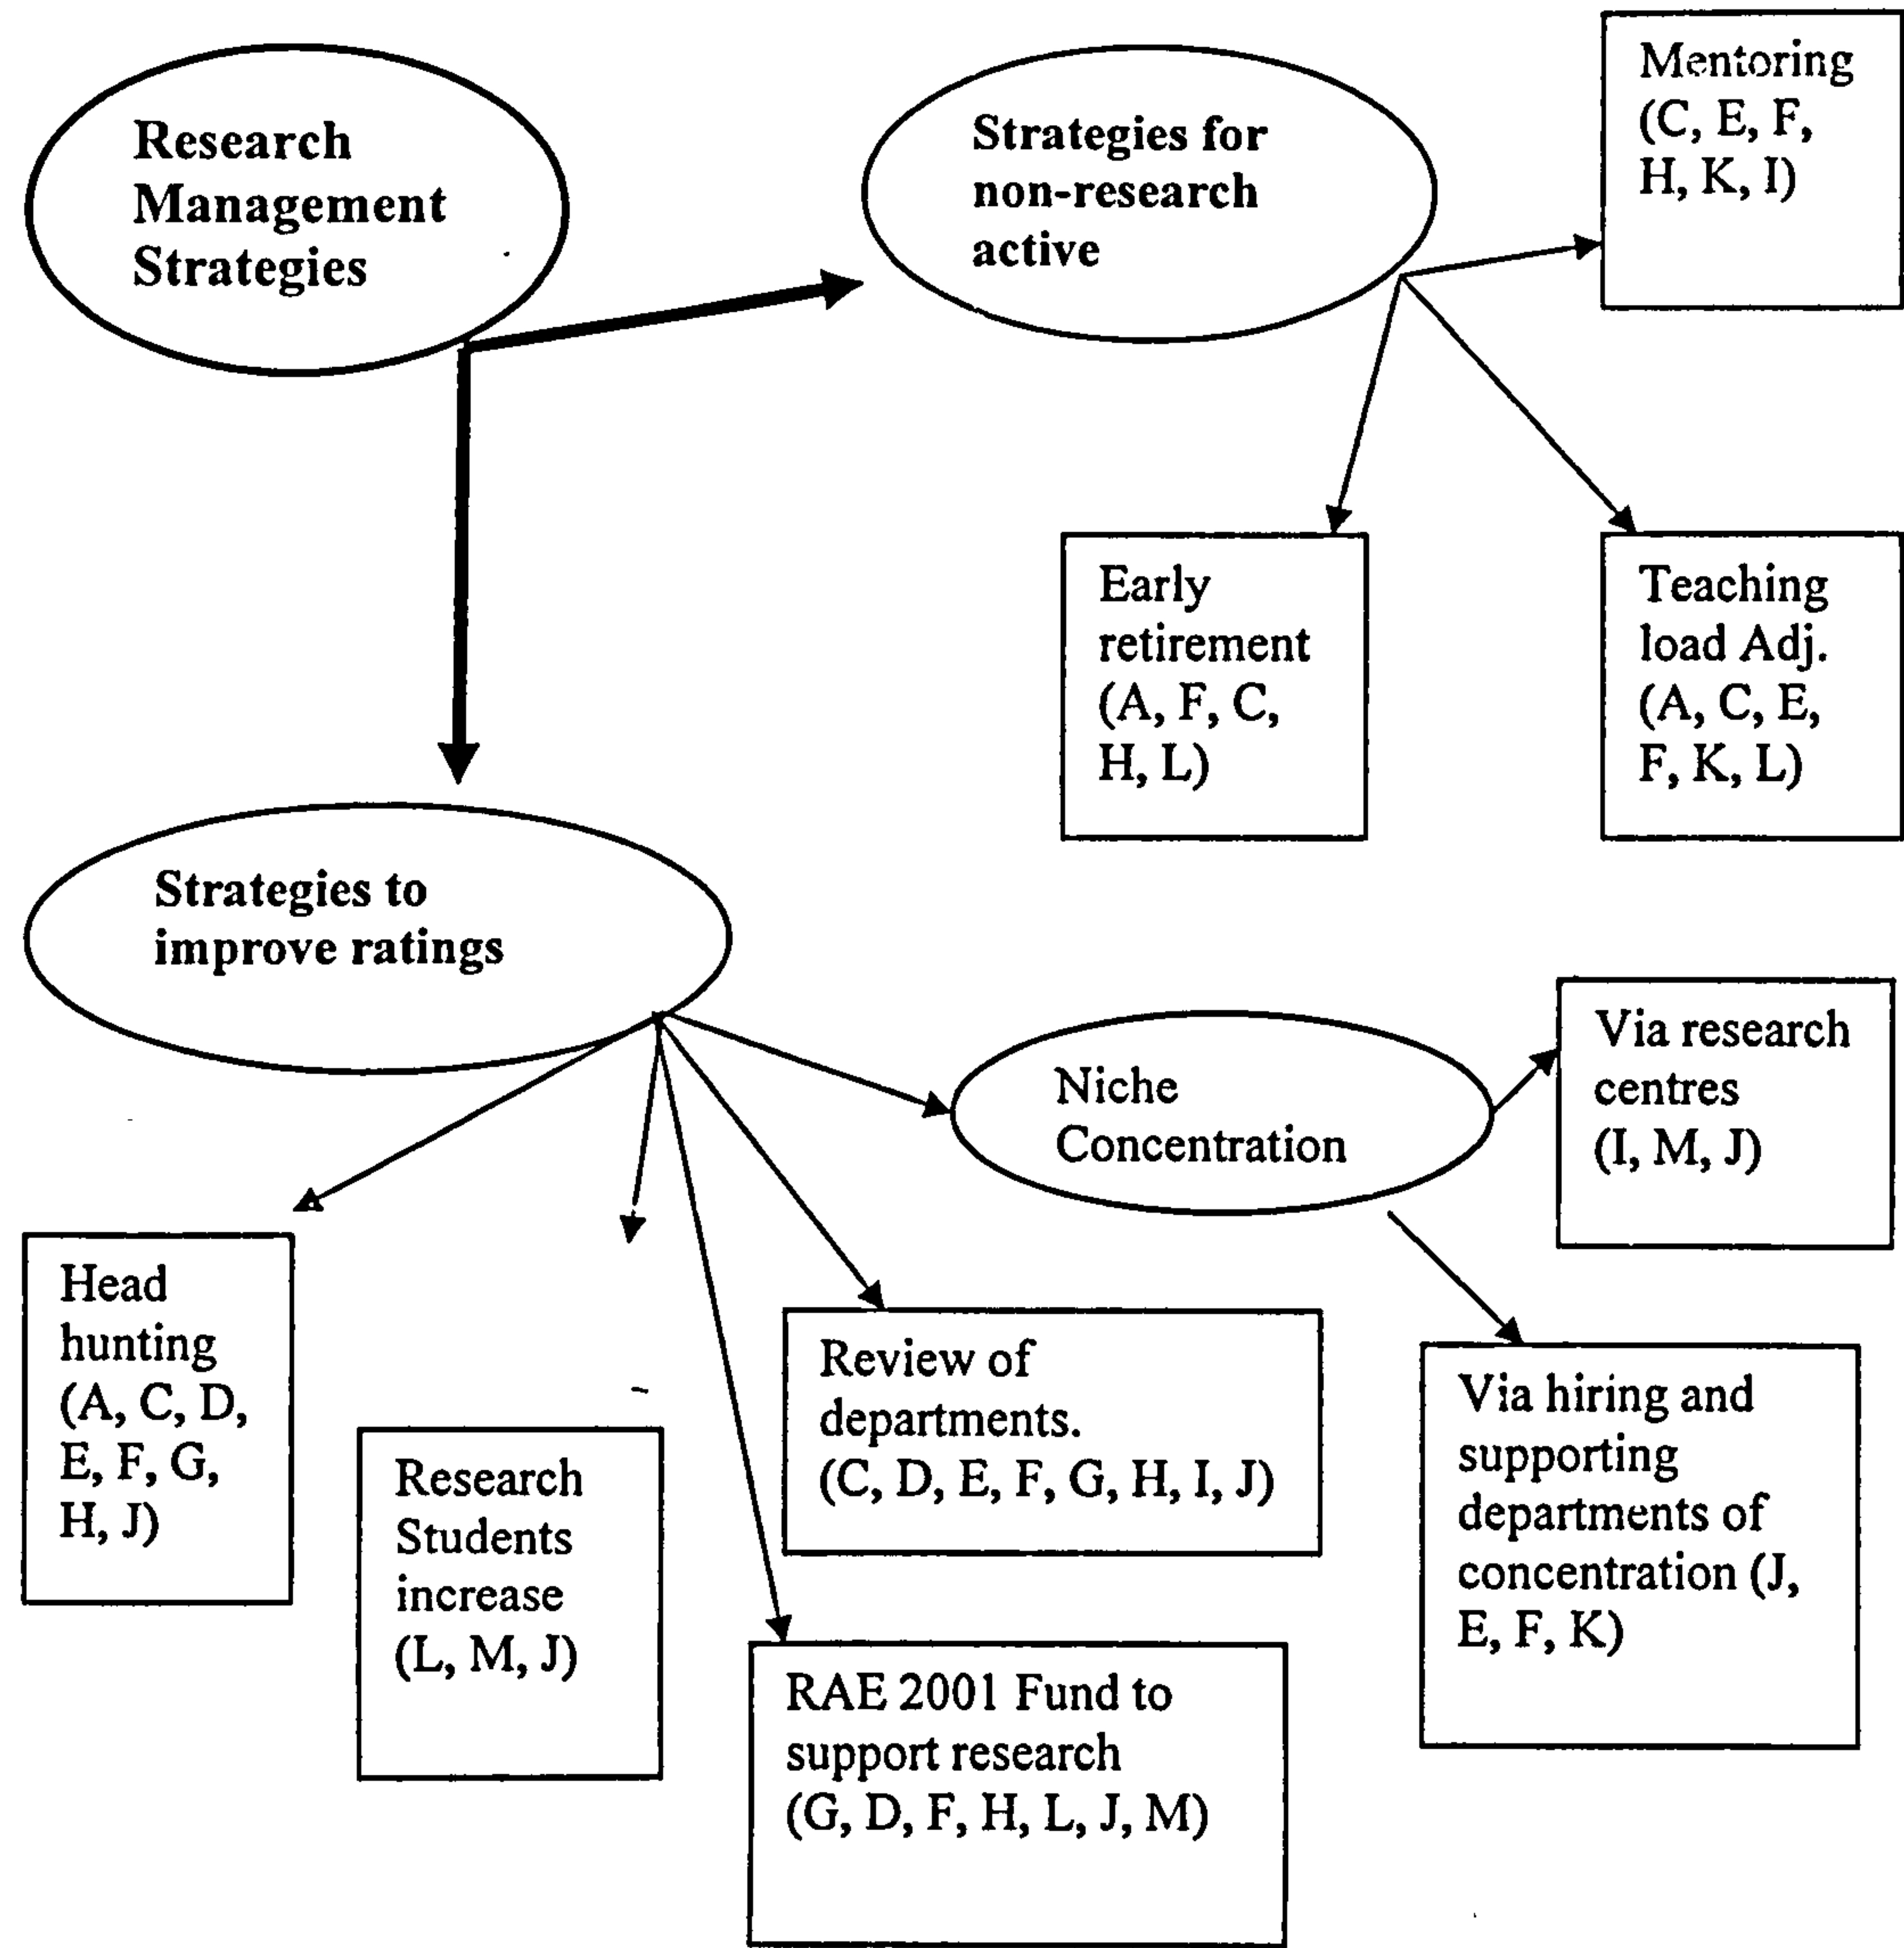 Research
Management
Strategies
Strategies for
non-research
active
Mentoring
(C, E, F,
H, K, I)
Early
retirement
(A, F, C,
H, L)
Teaching
load Adj.
(A, C, E,
F, K, L)
Strategies to
improve ratings
Niche
Concentration
Via research
centres
(I, M, J)
Head
hunting
(A, C, D,
E, F, G,
H, J)
Research
Students
increase
(L, M, J)
Review of
departments.
(C, D, E, F, G, H, I, J)
RAE 2001 Fund to
support research
(G, D, F, H, L, J, M)
Via hiring and
supporting
departments of
concentration (J,
E, F, K)